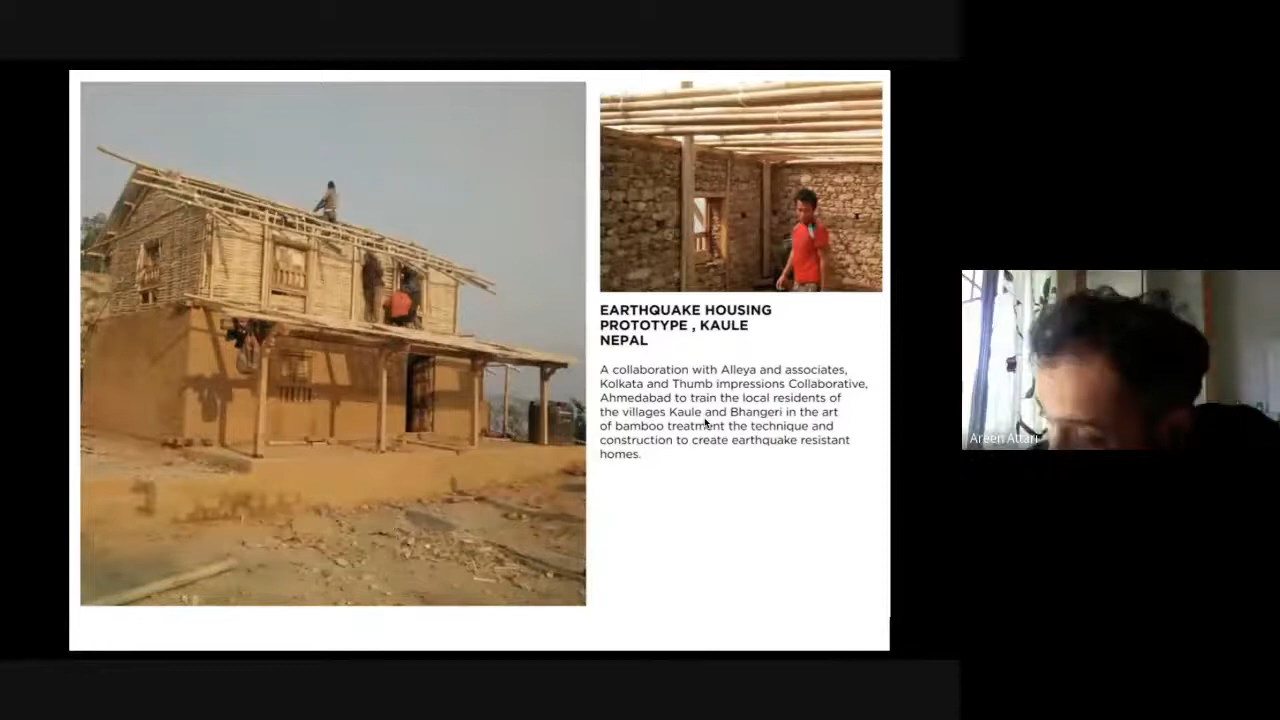 EARTHQUAKE HOUSING
PROTOTYPE , KAULE
NEPAL
A collaboration with Alleya and associates,
Kolkata and Thumb impressions Collaborative,
Ahmedabad to train the local residents of
the villages Kaule and Bhangeri in the art
of bamboo treatment the technique and
construction to create earthquake resistant
homes.
Areen Attari